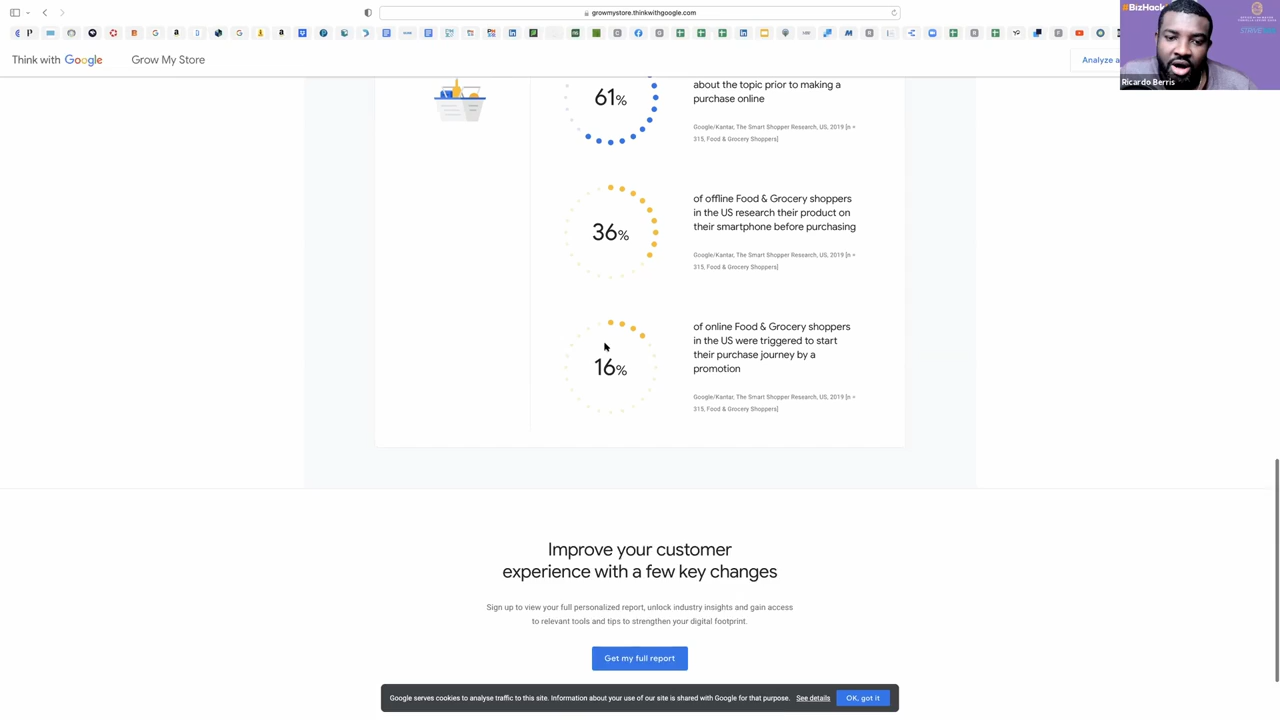 growmystore.thinkwithgoogle.com
#BizHack
Think with Google
Grow My Store
Analyze a
Ricardo Berris
61%
about the topic prior to making a
purchase online
Google/Kantar, The Smart Shopper Research, US, 2019 [n =
315, Food & Grocery Shoppers]
36%
of offline Food & Grocery shoppers
in the US research their product on
their smartphone before purchasing
Google/Kantar, The Smart Shopper Research, US, 2019 [n =
315, Food & Grocery Shoppers]
16%
of online Food & Grocery shoppers
in the US were triggered to start
their purchase journey by a
promotion
Google/Kantar, The Smart Shopper Research, US, 2019 [n =
315, Food & Grocery Shoppers]
Improve your customer
experience with a few key changes
Sign up to view your full personalized report, unlock industry insights and gain access
to relevant tools and tips to strengthen your digital footprint.
Get my full report
Google serves cookies to analyse traffic to this site. Information about your use of our site is shared with Google for that purpose. See details OK, got it